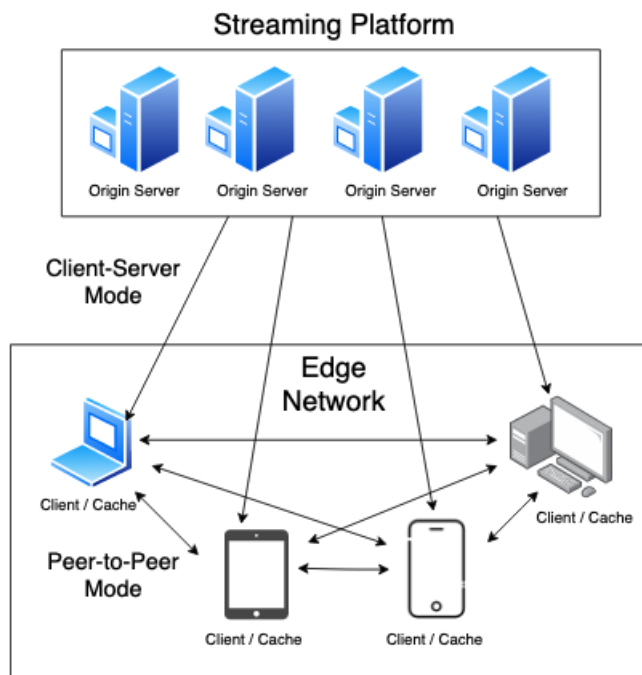 Streaming Platform
Origin Server
Origin Server
Origin Server
Origin Server
Client-Server
Mode
Edge
Network
Client / Cache
Client / Cache
Peer-to-Peer
Mode
Client / Cache
Client / Cache